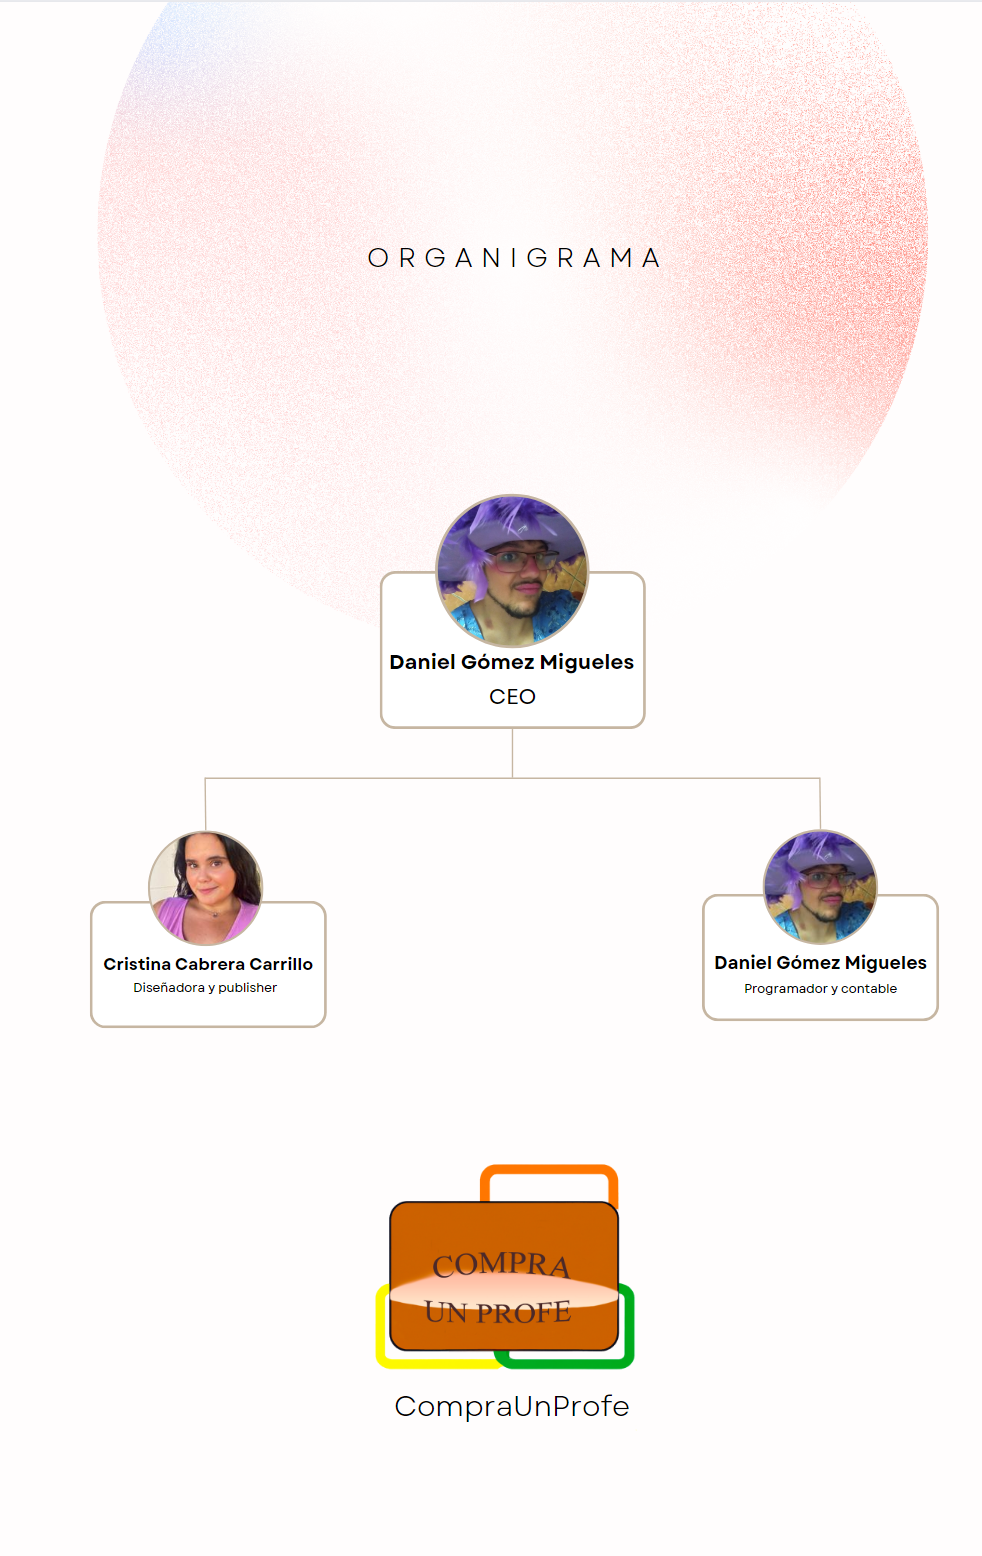 ORGANIGRAMA
Daniel Gómez Migueles
CEO
Cristina Cabrera Carrillo
Diseñadora y publisher
Daniel Gómez Migueles
Programador y contable
COMPRA
UN PROFE
CompraUnProfe